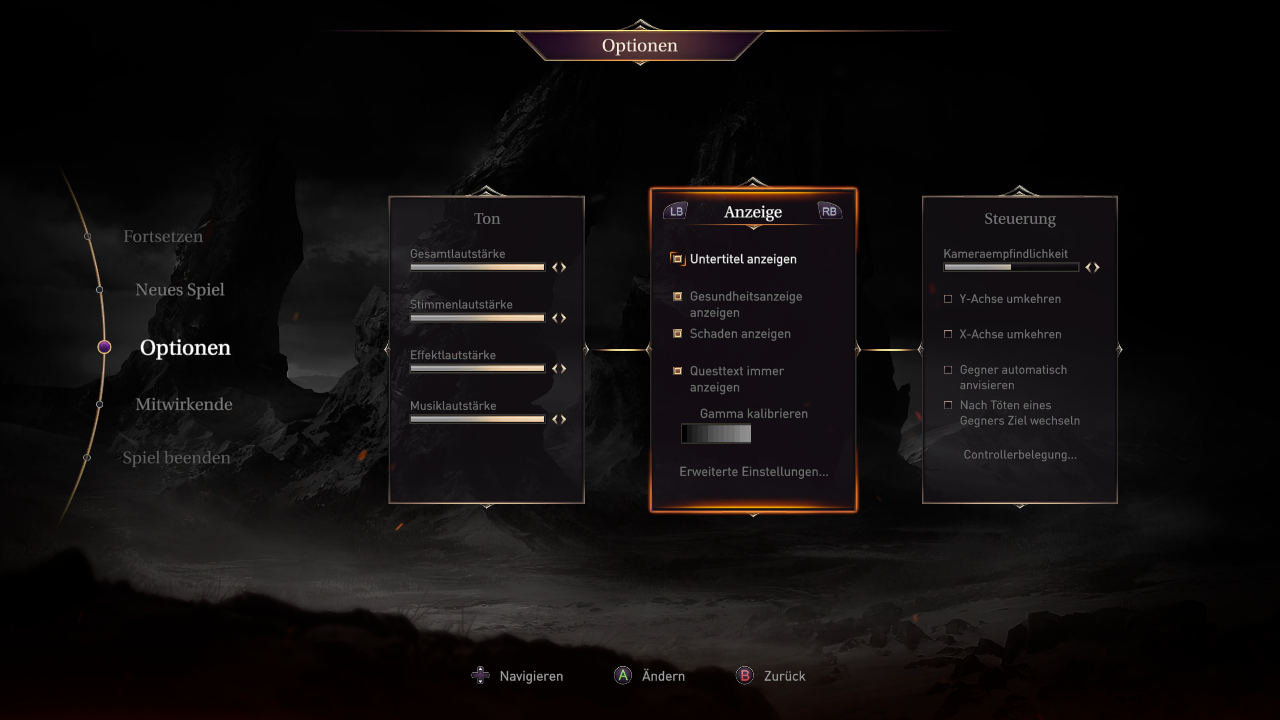 Optionen
Fortsetzen
Neues Spiel
Optionen
Mitwirkende
Spiel beenden
Ton
Gesamtlautstärke
Stimmenlautstärke
Effektlautstärke
Musiklautstärke
LB
Anzeige
RB
Untertitel anzeigen
Gesundheitsanzeige
anzeigen
Schaden anzeigen
Questtext immer
anzeigen
Gamma kalibrieren
Erweiterte Einstellungen...
Steuerung
Kameraempfindlichkeit
Y-Achse umkehren
X-Achse umkehren
Gegner automatisch
anvisieren
Nach Töten eines
Gegners Ziel wechseln
Controllerbelegung...
Navigieren
A Ändern
B Zurück